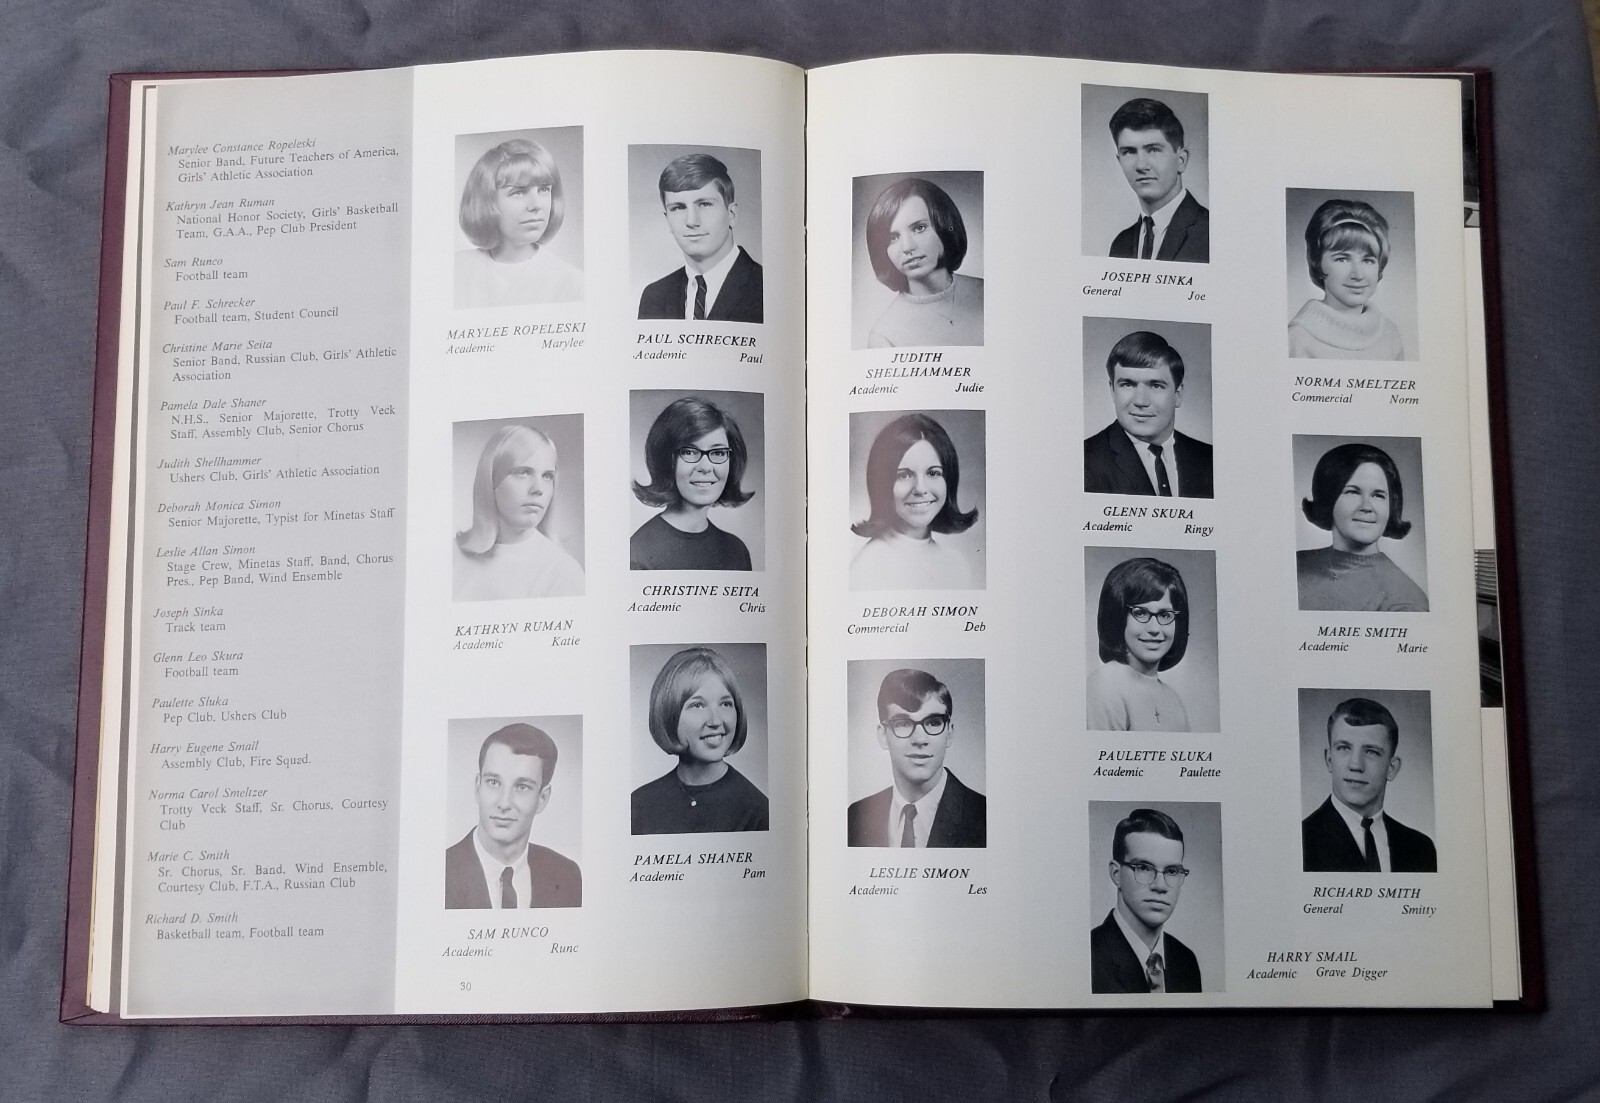 Marylee Constance Ropeleski
Senior Band, Future Teachers of America,
Girls' Athletic Association
Kathryn Jean Ruman
National Honor Society, Girls' Basketball
Team, G.A.A., Pep Club President
Sam Runco
Football team
Paul F. Schrecker
Football team, Student Council
Christine Marie Seita
Senior Band, Russian Club, Girls' Athletic
Association
Pamela Dale Shaner
N.H.S., Senior Majorette, Trotty Veck
Staff, Assembly Club, Senior Chorus
Judith Shellhammer
Ushers Club, Girls' Athletic Association
Deborah Monica Simon
Senior Majorette, Typist for Minetas Staff
Leslie Allan Simon
Stage Crew, Minetas Staff, Band, Chorus
Pres., Pep Band, Wind Ensemble
Joseph Sinka
Track team
Glenn Leo Skura
Football team
Paulette Sluka
Pep Club, Ushers Club
Harry Eugene Smail
Assembly Club, Fire Squad.
Norma Carol Smeltzer
Trotty Veck Staff, Sr. Chorus, Courtesy
Club
Marie C. Smith
Sr. Chorus, Sr. Band, Wind Ensemble,
Courtesy Club, F.T.A., Russian Club
Richard D. Smith
Basketball team, Football team
MARYLEE ROPELESKI
Academic Marylee
KATHRYN RUMAN
Academic Katie
SAM RUNCO
Academic Runc
30
PAUL SCHRECKER
Academic Paul
CHRISTINE SEITA
Academic Chris
PAMELA SHANER
Academic Pam
JUDITH
SHELLHAMMER
Academic Judie
DEBORAH SIMON
Commercial Deb
LESLIE SIMON
Academic Les
JOSEPH SINKA
General Joe
GLENN SKURA
Academic Ringy
PAULETTE SLUKA
Academic Paulette
HARRY SMAIL
Academic Grave Digger
NORMA SMELTZER
Commercial Norm
MARIE SMITH
Academic Marie
RICHARD SMITH
General Smitty